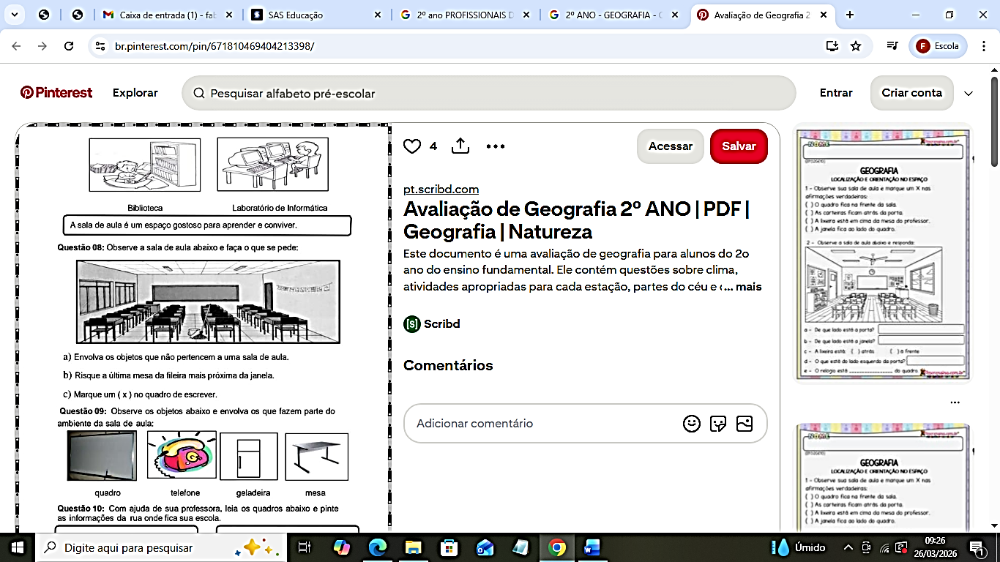 Caixa de entrada (1) - fab
SAS Educação
2º ano PROFISSIONAIS D
2º ANO - GEOGRAFIA - C
Avaliação de Geografia 2
br.pinterest.com/pin/671810469404213398/
F Escola
Pinterest
Explorar
Pesquisar alfabeto pré-escolar
Entrar
Criar conta
Biblioteca
Laboratório de Informática
A sala de aula é um espaço gostoso para aprender e conviver.
Questão 08: Observe a sala de aula abaixo e faça o que se pede:
a) Envolva os objetos que não pertencem a uma sala de aula.
b) Risque a última mesa da fileira mais próxima da janela.
c) Marque um ( x ) no quadro de escrever.
Questão 09: Observe os objetos abaixo e envolva os que fazem parte do
ambiente da sala de aula:
quadro
telefone
geladeira
mesa
Questão 10: Com ajuda de sua professora, leia os quadros abaixo e pinte
as informações da rua onde fica sua escola.
4
Acessar
Salvar
pt.scribd.com
Avaliação de Geografia 2º ANO | PDF |
Geografia | Natureza
Este documento é uma avaliação de geografia para alunos do 2o
ano do ensino fundamental. Ele contém questões sobre clima,
atividades apropriadas para cada estação, partes do céu e ... mais
Scribd
Comentários
Adicionar comentário
NOME
GEOGRAFIA
LOCALIZAÇÃO E ORIENTAÇÃO NO ESPAÇO
1 - Observe sua sala de aula e marque um X nas
afirmações verdadeiras:
( ) O quadro fica na frente da sala.
( ) As carteiras ficam atrás da porta.
( ) A lixeira está em cima da mesa do professor.
( ) A janela fica ao lado do quadro.
2 - Observe a sala de aula abaixo e responda:
a - De que lado está a porta?
b - De que lado está a janela?
c - A lixeira está: ( ) atrás ( ) à frente
d - O que está do lado esquerdo da porta?
e - O relógio está ____________ do quadro.
NOME
GEOGRAFIA
LOCALIZAÇÃO E ORIENTAÇÃO NO ESPAÇO
1 - Observe sua sala de aula e marque um X nas
afirmações verdadeiras:
( ) O quadro fica na frente da sala.
( ) As carteiras ficam atrás da porta.
( ) A lixeira está em cima da mesa do professor.
( ) A janela fica ao lado do quadro.
Digite aqui para pesquisar
Úmido
09:26
26/03/2026
1